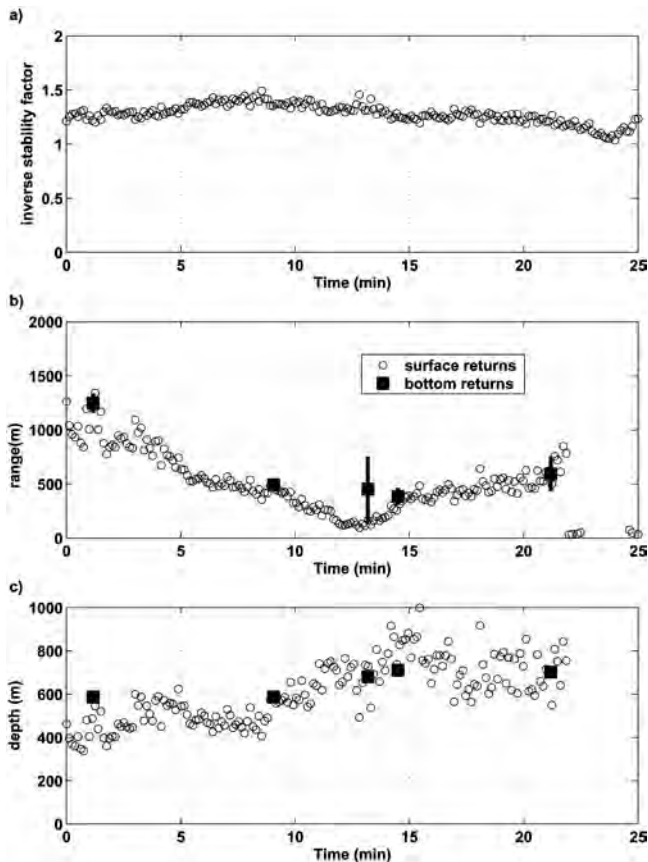 a)
2
1.5
1
0.5
0
inverse stability factor
0 5 10 15 20 25
Time (min)
b)
2000
1500
1000
500
0
range(m)
surface returns
bottom returns
0 5 10 15 20 25
Time (min)
c)
1000
800
600
400
200
0
depth (m)
0 5 10 15 20 25
Time (min)